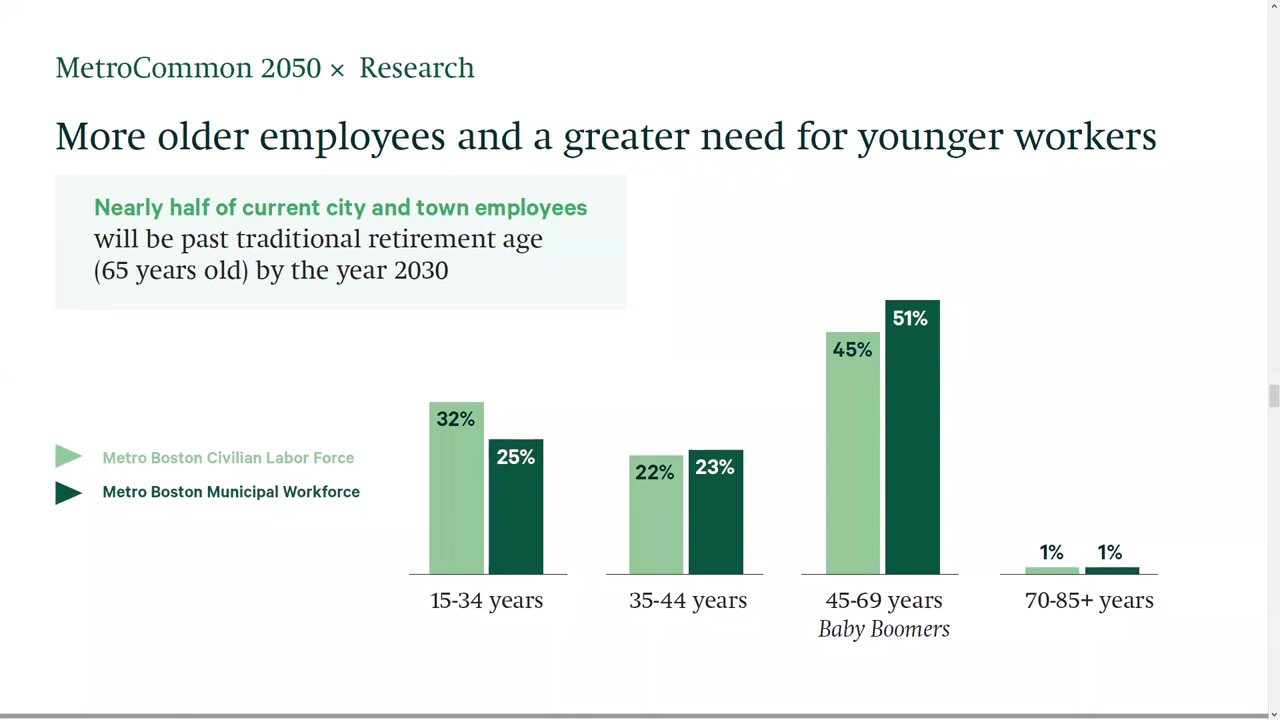 MetroCommon 2050 × Research
More older employees and a greater need for younger workers
Nearly half of current city and town employees
will be past traditional retirement age
(65 years old) by the year 2030
Metro Boston Civilian Labor Force
Metro Boston Municipal Workforce
32%
25%
22%
23%
45%
51%
1%
1%
15-34 years
35-44 years
45-69 years
Baby Boomers
70-85+ years